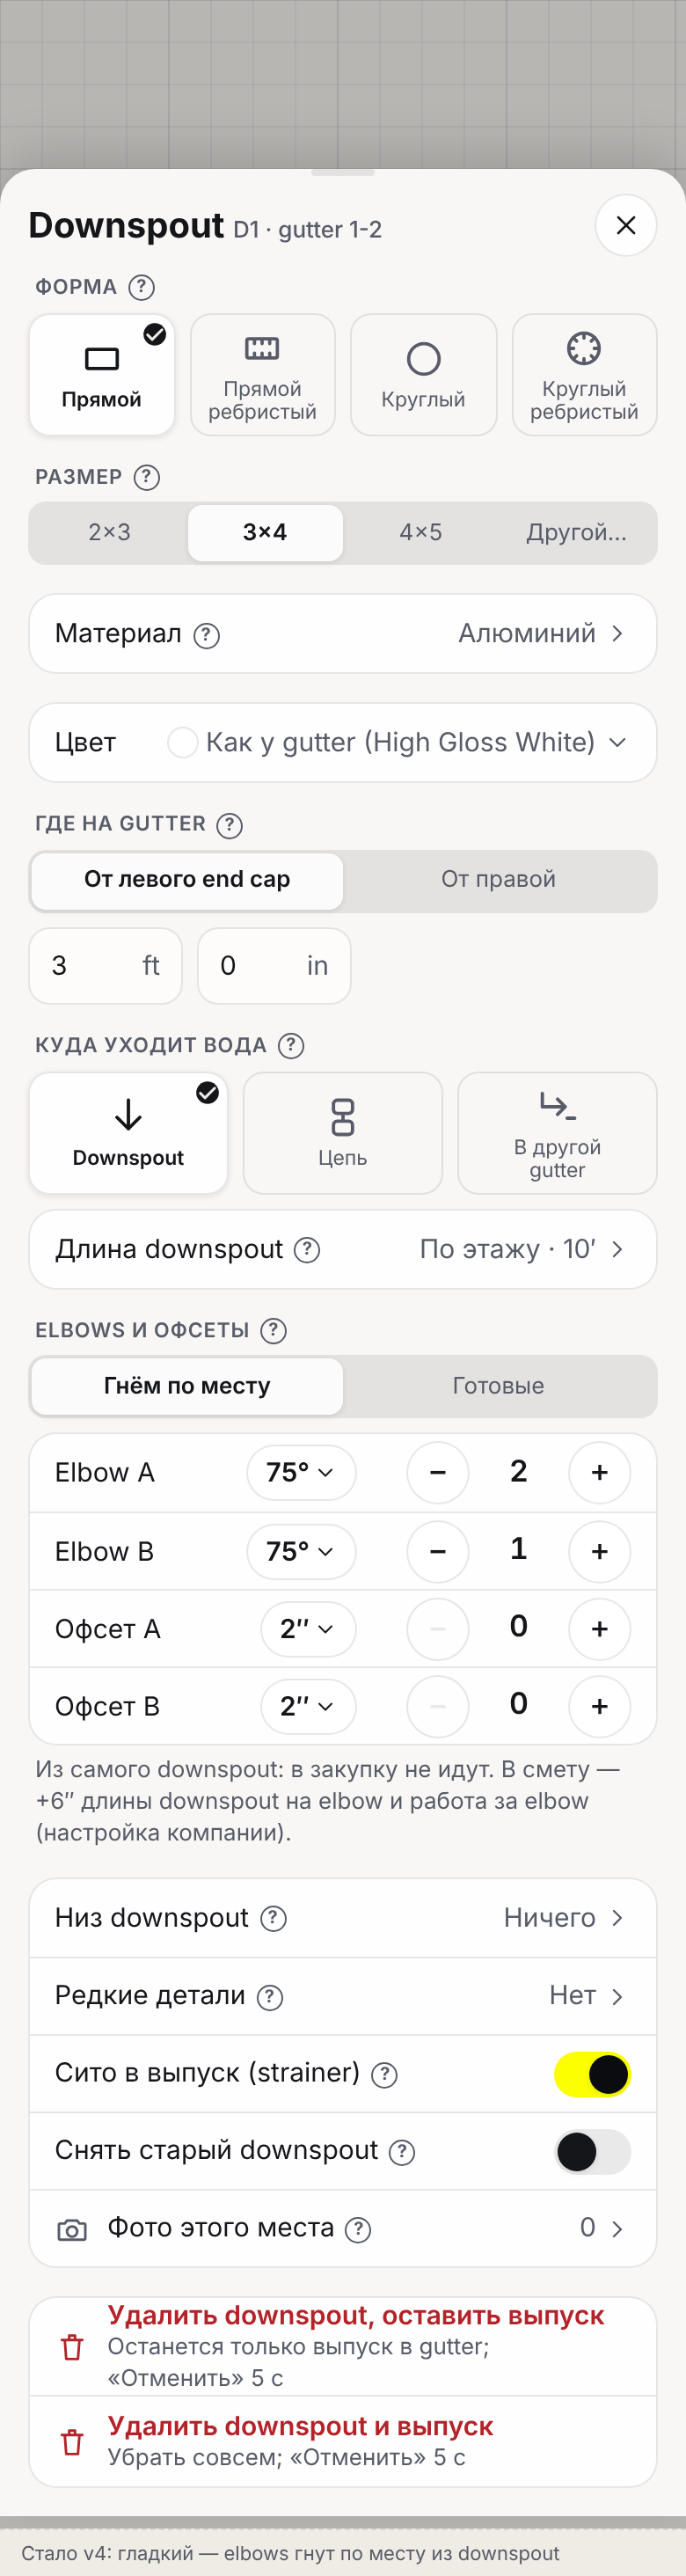 Downspout D1 · gutter 1-2
ФОРМА ?
Прямой
Прямой
ребристый
Круглый
Круглый
ребристый
РАЗМЕР ?
2×3 3×4 4×5 Другой...
Материал ? Алюминий
Цвет Как у gutter (High Gloss White)
ГДЕ НА GUTTER ?
От левого end cap От правой
3 ft 0 in
КУДА УХОДИТ ВОДА ?
Downspout
Цепь
В другой
gutter
Длина downspout ? По этажу · 10′
ELBOWS И ОФСЕТЫ ?
Гнём по месту Готовые
Elbow A 75° − 2 +
Elbow B 75° − 1 +
Офсет A 2″ − 0 +
Офсет B 2″ − 0 +
Из самого downspout: в закупку не идут. В смету —
+6″ длины downspout на elbow и работа за elbow
(настройка компании).
Низ downspout ? Ничего
Редкие детали ? Нет
Сито в выпуск (strainer) ?
Снять старый downspout ?
Фото этого места ? 0
Удалить downspout, оставить выпуск
Останется только выпуск в gutter;
«Отменить» 5 с
Удалить downspout и выпуск
Убрать совсем; «Отменить» 5 с
Стало v4: гладкий — elbows гнут по месту из downspout